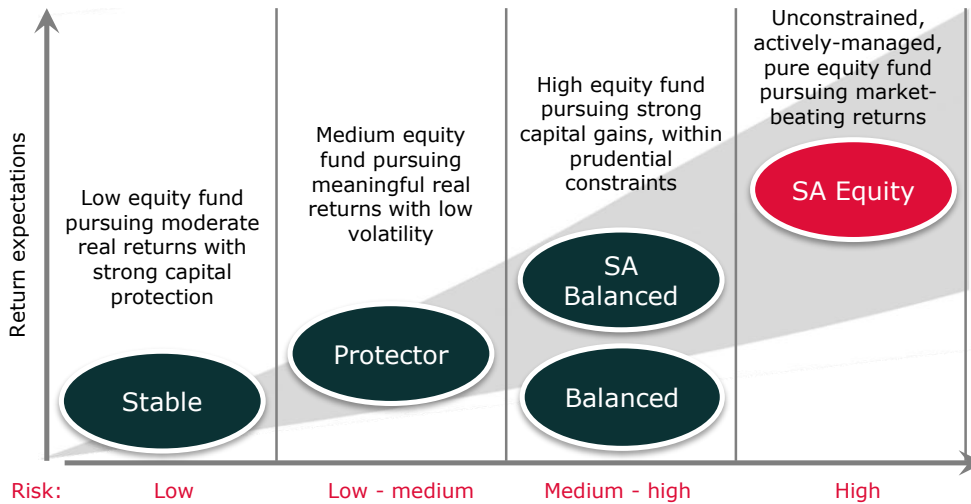 Return expectations
Low equity fund
pursuing moderate
real returns with
strong capital
protection
Stable
Medium equity
fund pursuing
meaningful real
returns with low
volatility
Protector
High equity fund
pursuing strong
capital gains, within
prudential
constraints
SA
Balanced
Balanced
Unconstrained,
actively-managed,
pure equity fund
pursuing market-
beating returns
SA Equity
Risk:
Low
Low - medium
Medium - high
High